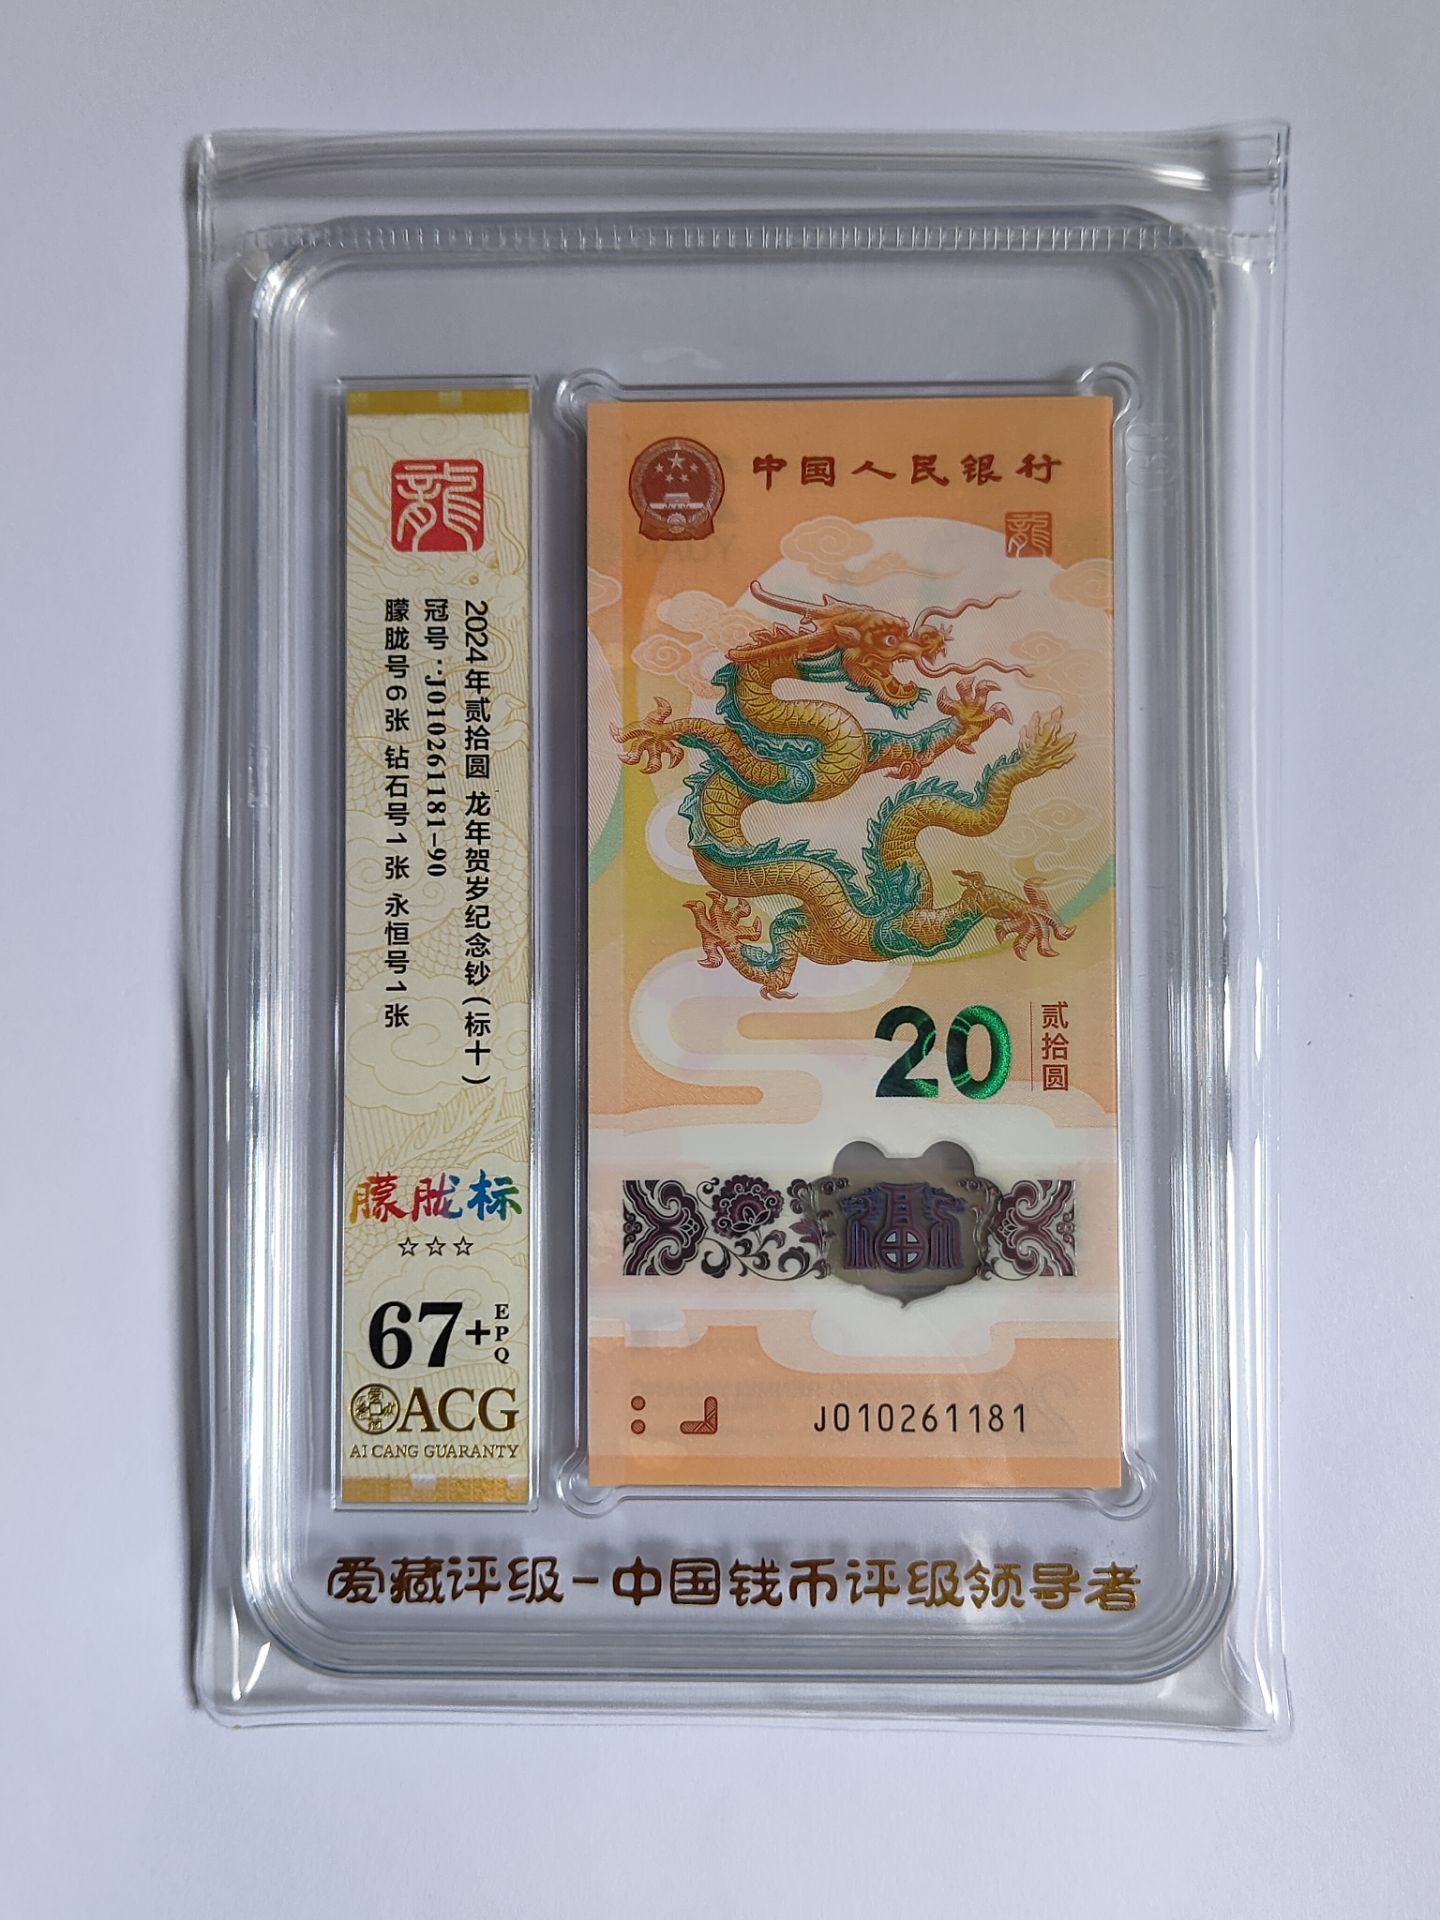 龍
2024年贰拾圆 龙年贺岁纪念钞(标十)
冠号:J010261181-90
朦胧号6张 钻石号1张 永恒号1张
朦胧标
☆☆☆
67+
EPQ
ACG
AI CANG GUARANTY
中国人民银行
龍
20
贰拾圆
福
J010261181
爱藏评级-中国钱币评级领导者